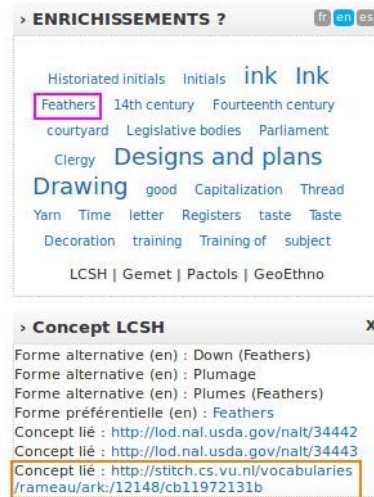 › ENRICHISSEMENTS ? fr en es
Historiated initials Initials ink Ink
Feathers 14th century Fourteenth century
courtyard Legislative bodies Parliament
Clergy Designs and plans
Drawing good Capitalization Thread
Yarn Time letter Registers taste Taste
Decoration training Training of subject
LCSH | Gemet | Pactols | GeoEthno
› Concept LCSH X
Forme alternative (en) : Down (Feathers)
Forme alternative (en) : Plumage
Forme alternative (en) : Plumes (Feathers)
Forme préférentielle (en) : Feathers
Concept lié : http://lod.nal.usda.gov/nalt/34442
Concept lié : http://lod.nal.usda.gov/nalt/34443
Concept lié : http://stitch.cs.vu.nl/vocabularies
/rameau/ark:/12148/cb11972131b